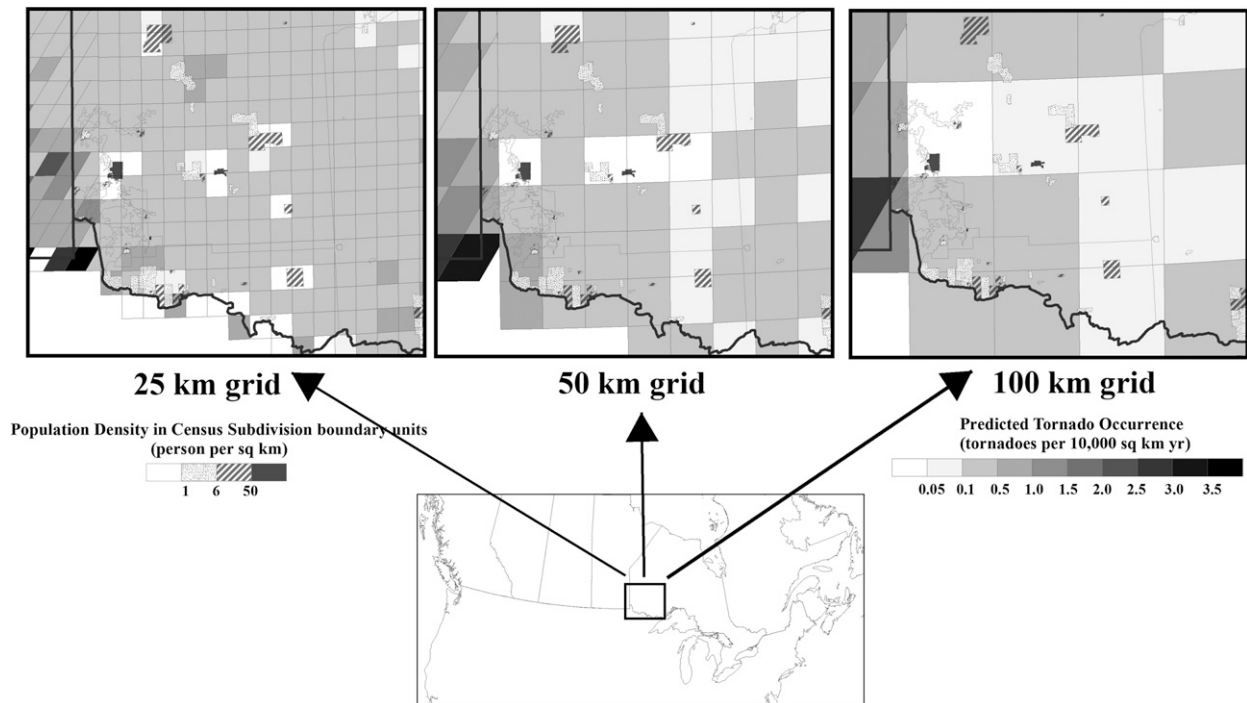 25 km grid
50 km grid
100 km grid
Population Density in Census Subdivision boundary units
(person per sq km)
1 6 50
Predicted Tornado Occurrence
(tornadoes per 10,000 sq km yr)
0.05 0.1 0.5 1.0 1.5 2.0 2.5 3.0 3.5